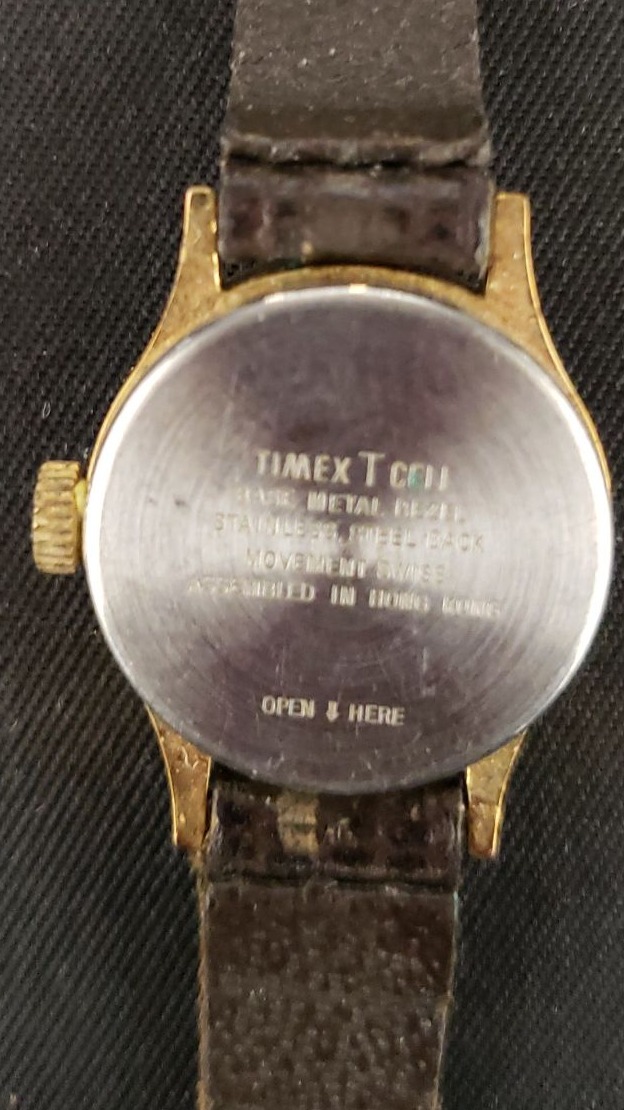 TIMEX T CELL
BASE METAL BEZEL
STAINLESS STEEL BACK
MOVEMENT SWISS
ASSEMBLED IN HONG KONG
OPEN ⇩ HERE